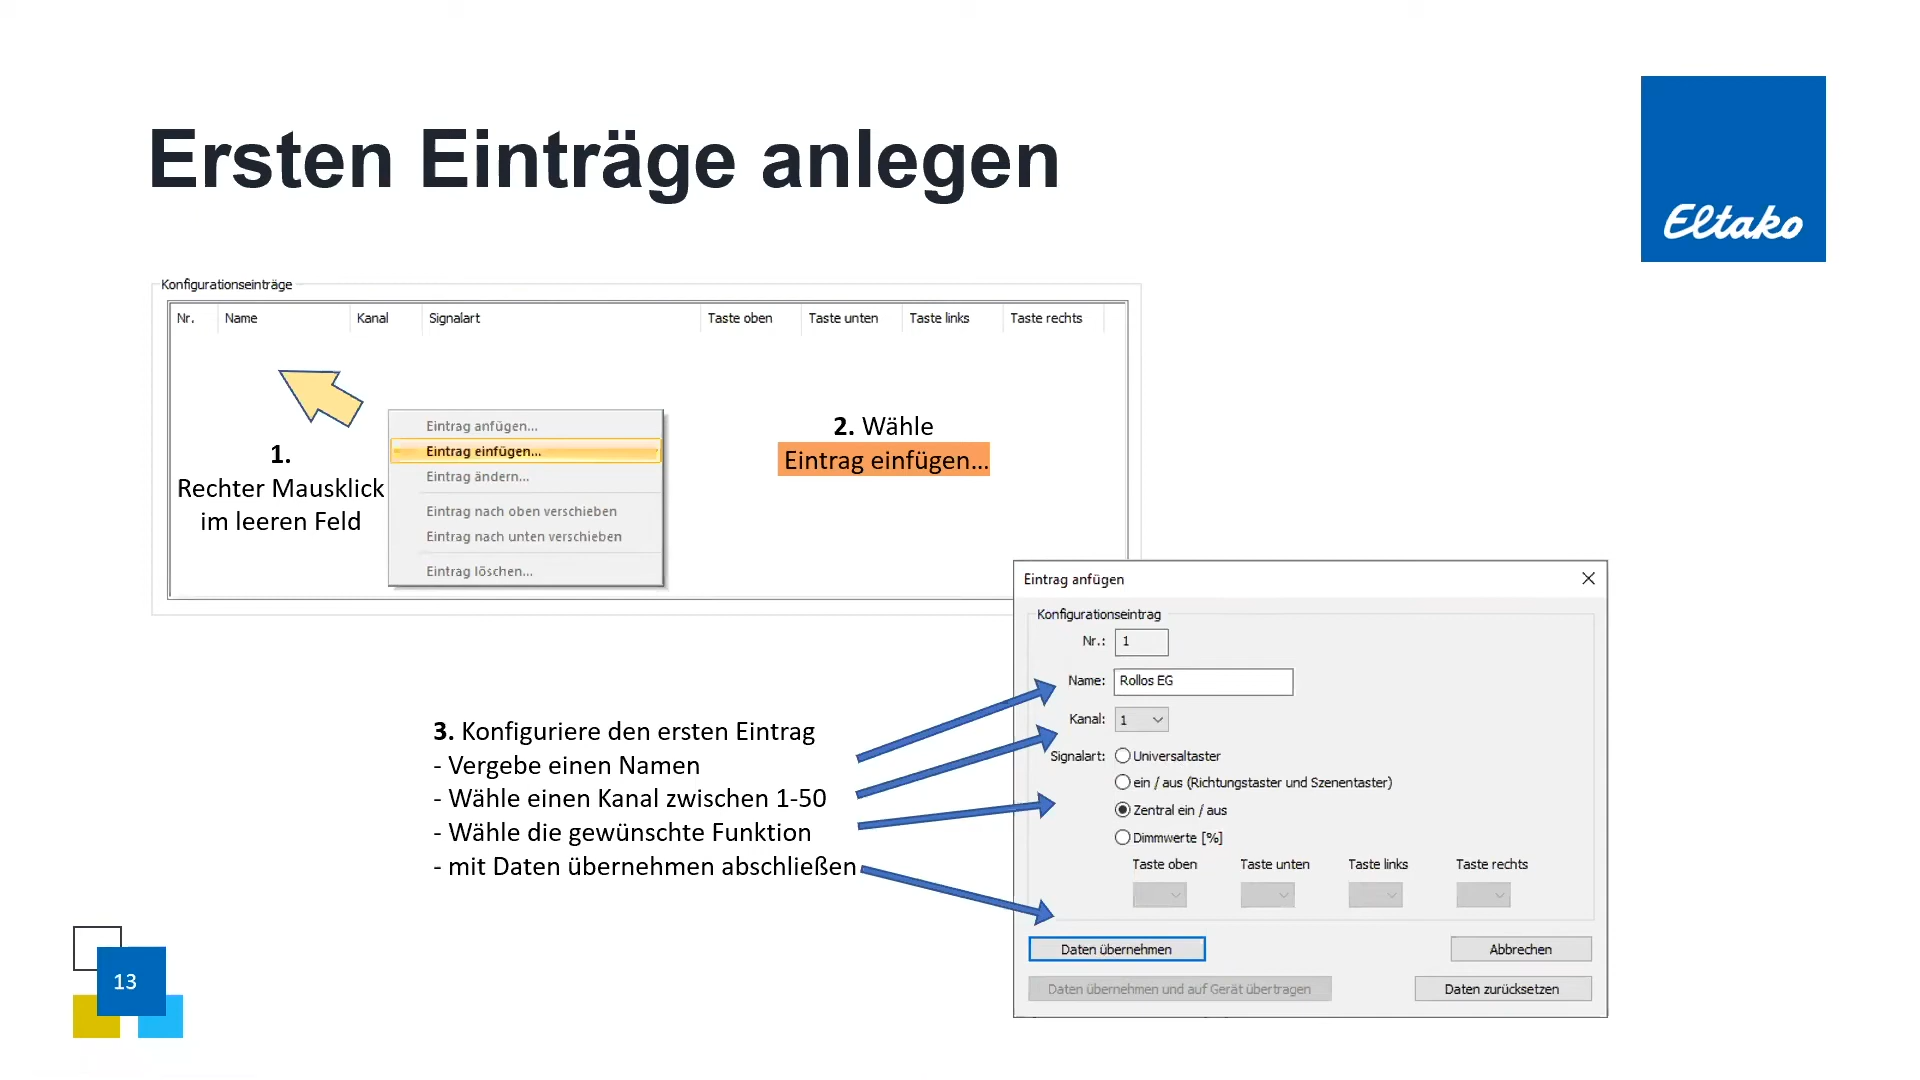 Ersten Einträge anlegen
Eltako
Konfigurationseinträge
Nr. Name Kanal Signalart Taste oben Taste unten Taste links Taste rechts
1.
Rechter Mausklick
im leeren Feld
Eintrag anfügen...
Eintrag einfügen...
Eintrag ändern...
Eintrag nach oben verschieben
Eintrag nach unten verschieben
Eintrag löschen...
2. Wähle
Eintrag einfügen...
3. Konfiguriere den ersten Eintrag
- Vergebe einen Namen
- Wähle einen Kanal zwischen 1-50
- Wähle die gewünschte Funktion
- mit Daten übernehmen abschließen
Eintrag anfügen
Konfigurationseintrag
Nr.: 1
Name: Rollos EG
Kanal: 1
Signalart: Universaltaster
ein / aus (Richtungstaster und Szenentaster)
Zentral ein / aus
Dimmwerte [%]
Taste oben Taste unten Taste links Taste rechts
Daten übernehmen Abbrechen
Daten übernehmen und auf Gerät übertragen Daten zurücksetzen
13